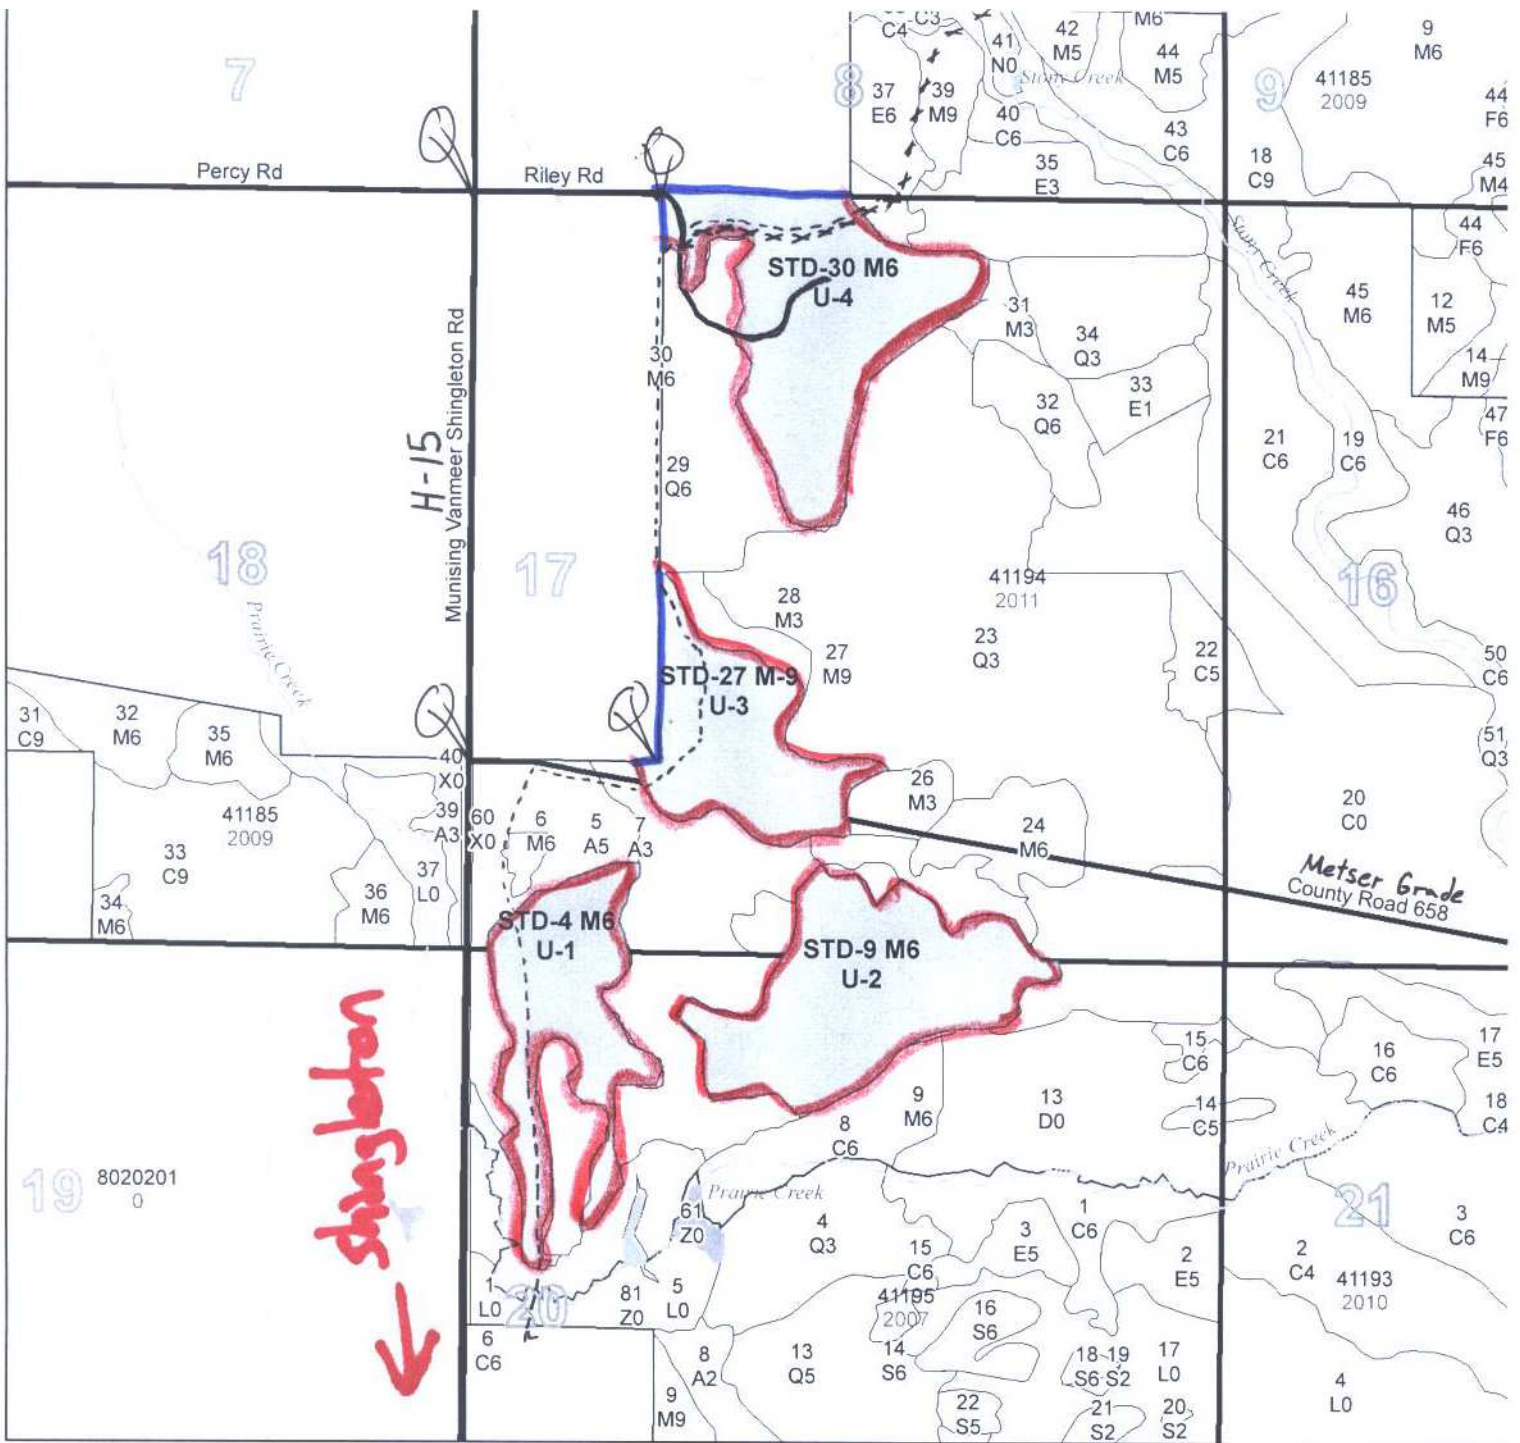 C3
C4
M6
42
M5
9
M6
41
N0
44
M5
Stony Creek
7
8
9
41185
2009
37
E6
39
M9
40
C6
43
C6
44
F6
35
E3
18
C9
45
M4
Percy Rd
Riley Rd
44
F6
Stony Creek
STD-30 M6
U-4
45
M6
12
M5
31
M3
34
Q3
14
M9
30
M6
33
E1
32
Q6
47
F6
H-15
Munising Vanmeer Shingleton Rd
21
C6
19
C6
29
Q6
46
Q3
18
17
16
41194
2011
28
M3
23
Q3
Prairie Creek
27
M9
22
C5
50
C6
STD-27 M-9
U-3
31
C9
32
M6
35
M6
51
Q3
40
X0
26
M3
20
C0
41185
2009
39
A3
60
X0
6
M6
5
A5
7
A3
24
M6
33
C9
37
L0
36
M6
34
M6
Metser Grade
County Road 658
STD-4 M6
U-1
STD-9 M6
U-2
Shingleton
15
C6
16
C6
17
E5
9
M6
13
D0
14
C5
18
C4
8
C6
Prairie Creek
Prairie Creek
19
8020201
0
61
Z0
4
Q3
3
E5
1
C6
21
3
C6
15
C6
2
E5
2
C4
41193
2010
1
L0
20
81
Z0
5
L0
41195
2007
16
S6
6
C6
8
A2
13
Q5
14
S6
18
S6
19
S2
17
L0
4
L0
9
M9
22
S5
21
S2
20
S2